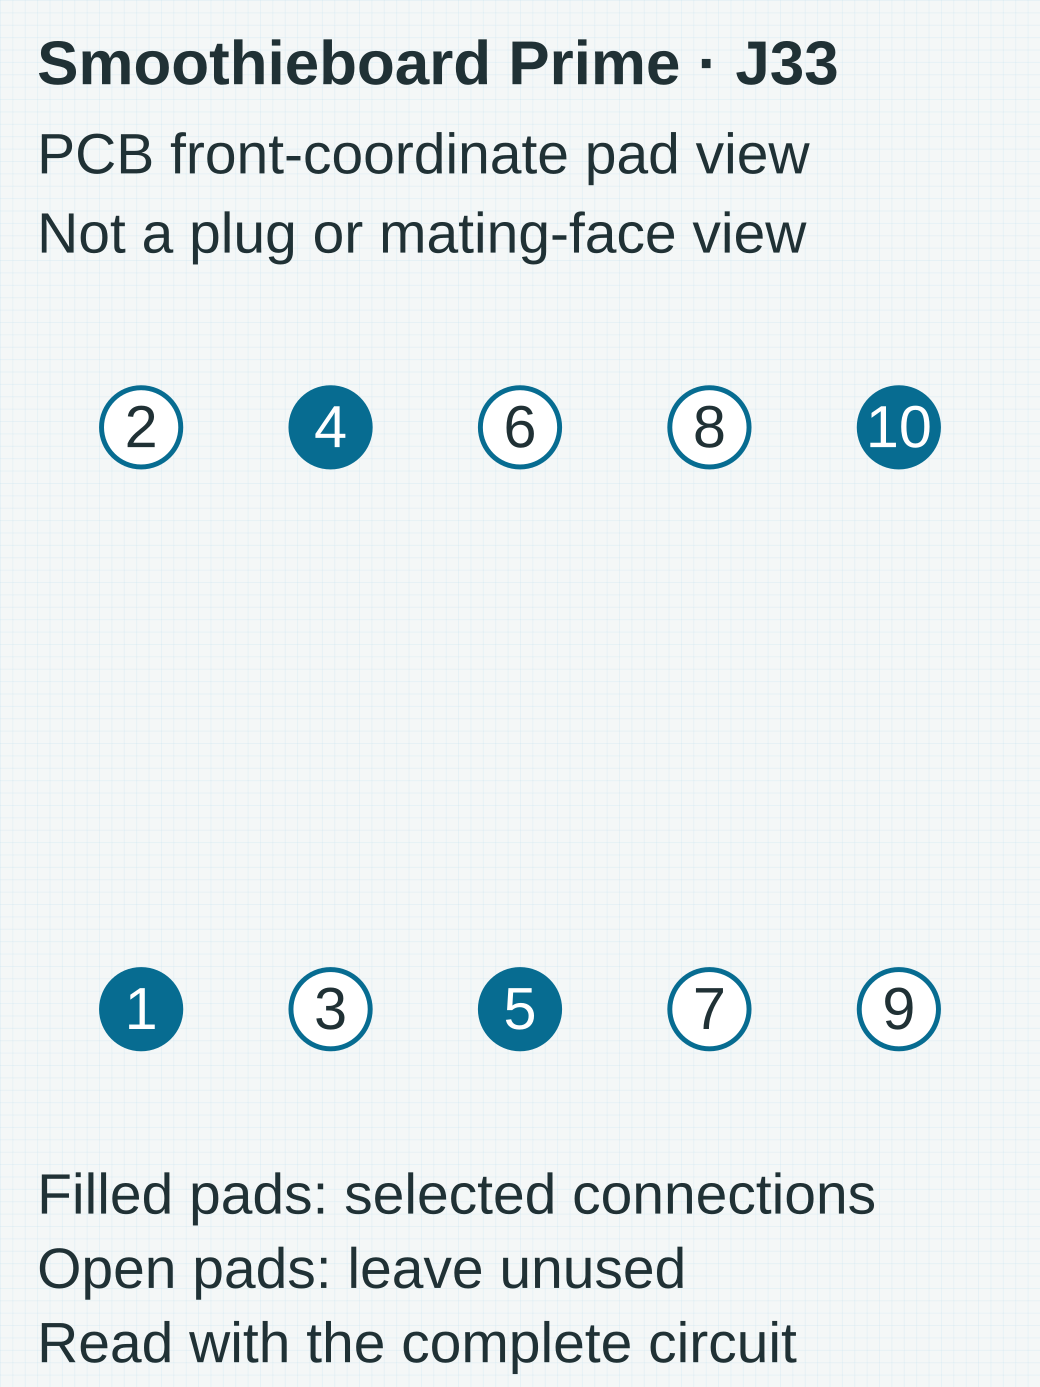 Smoothieboard Prime · J33
PCB front-coordinate pad view
Not a plug or mating-face view
2 4 6 8 10
1 3 5 7 9
Filled pads: selected connections
Open pads: leave unused
Read with the complete circuit